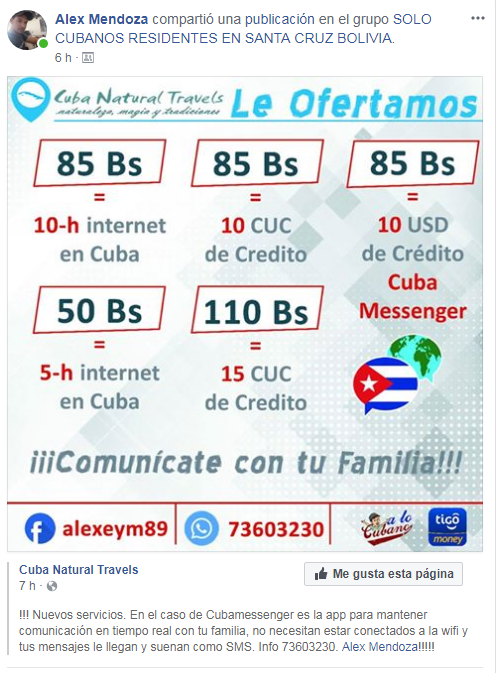 Alex Mendoza compartió una publicación en el grupo SOLO
CUBANOS RESIDENTES EN SANTA CRUZ BOLIVIA.
6 h ·
Cuba Natural Travels
naturaleza, magia y tradiciones
Le Ofertamos
85 Bs
=
10-h internet
en Cuba
85 Bs
=
10 CUC
de Credito
85 Bs
=
10 USD
de Crédito
Cuba
Messenger
50 Bs
=
5-h internet
en Cuba
110 Bs
=
15 CUC
de Credito
¡¡¡Comunícate con tu Familia!!!
alexeym89
73603230
a lo
Cubano
tigo
money
Cuba Natural Travels
7 h ·
Me gusta esta página
!!! Nuevos servicios. En el caso de Cubamessenger es la app para mantener
comunicación en tiempo real con tu familia, no necesitan estar conectados a la wifi y
tus mensajes le llegan y suenan como SMS. Info 73603230. Alex Mendoza!!!!!